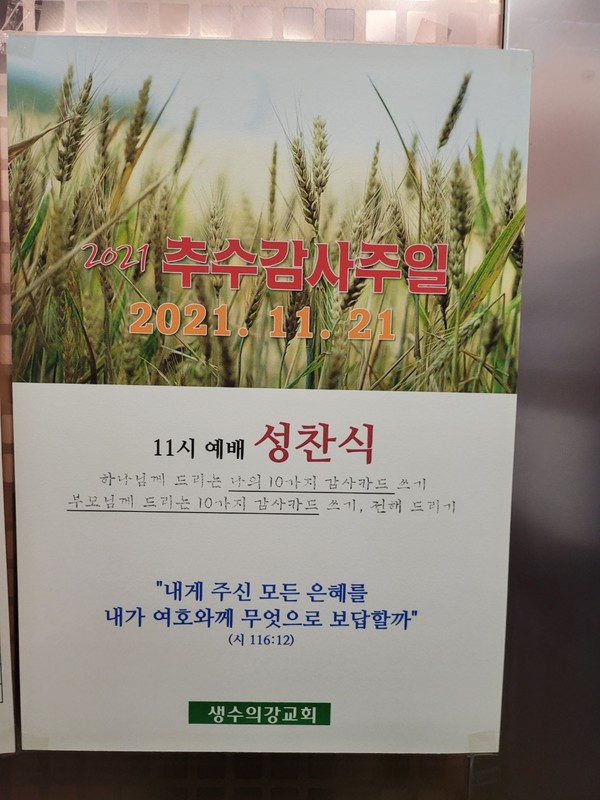 2021 추수감사주일
2021. 11. 21
11시 예배 성찬식
하나님께 드리는 나의 10가지 감사카드 쓰기
부모님께 드리는 10가지 감사카드 쓰기, 전해 드리기
"내게 주신 모든 은혜를
내가 여호와께 무엇으로 보답할까"
(시 116:12)
생수의강교회